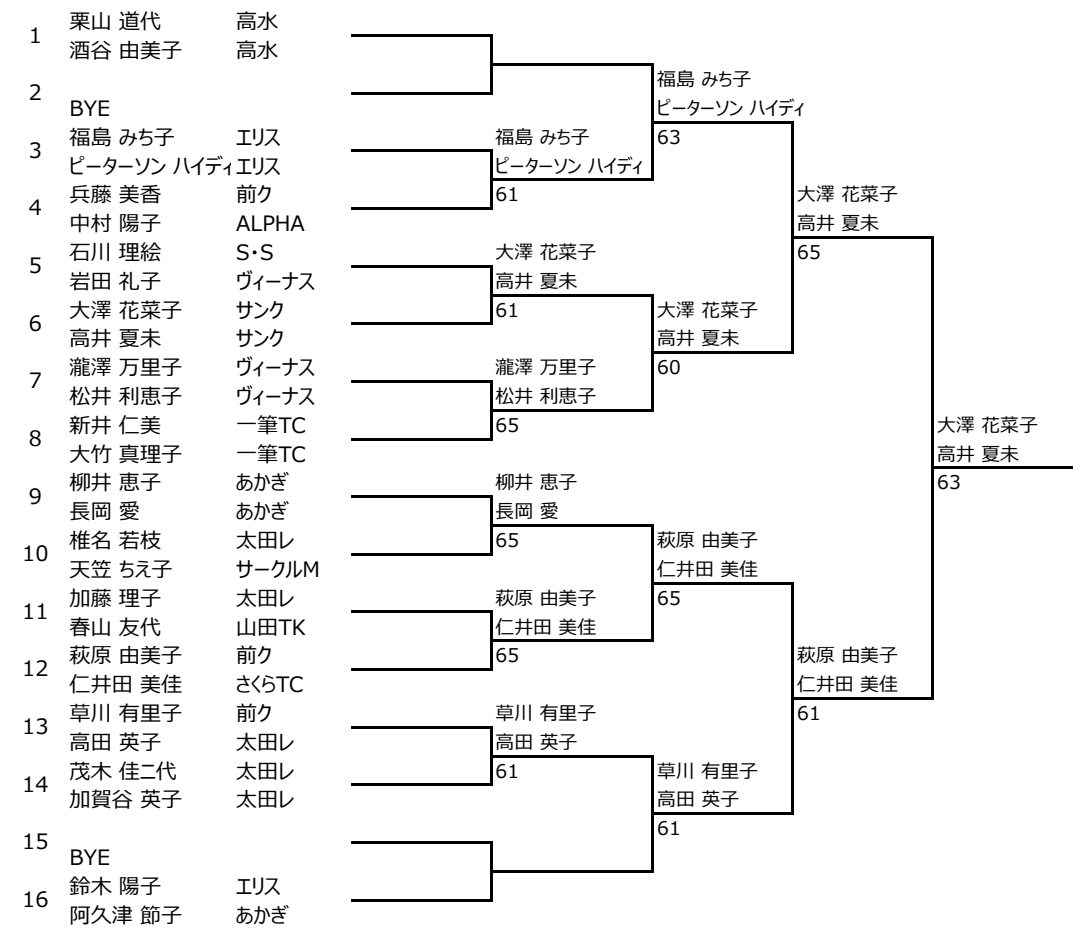 1
栗山 道代 高水
酒谷 由美子 高水
2
BYE
3
福島 みち子 エリス
ピーターソン ハイディ エリス
4
兵藤 美香 前ク
中村 陽子 ALPHA
5
石川 理絵 S・S
岩田 礼子 ヴィーナス
6
大澤 花菜子 サンク
高井 夏未 サンク
7
瀧澤 万里子 ヴィーナス
松井 利恵子 ヴィーナス
8
新井 仁美 一筆TC
大竹 真理子 一筆TC
9
柳井 恵子 あかぎ
長岡 愛 あかぎ
10
椎名 若枝 太田レ
天笠 ちえ子 サークルM
11
加藤 理子 太田レ
春山 友代 山田TK
12
萩原 由美子 前ク
仁井田 美佳 さくらTC
13
草川 有里子 前ク
高田 英子 太田レ
14
茂木 佳二代 太田レ
加賀谷 英子 太田レ
15
BYE
16
鈴木 陽子 エリス
阿久津 節子 あかぎ
福島 みち子
ピーターソン ハイディ
61
大澤 花菜子
高井 夏未
61
瀧澤 万里子
松井 利恵子
65
柳井 恵子
長岡 愛
65
萩原 由美子
仁井田 美佳
65
草川 有里子
高田 英子
61
福島 みち子
ピーターソン ハイディ
63
大澤 花菜子
高井 夏未
60
萩原 由美子
仁井田 美佳
65
草川 有里子
高田 英子
61
大澤 花菜子
高井 夏未
65
萩原 由美子
仁井田 美佳
61
大澤 花菜子
高井 夏未
63